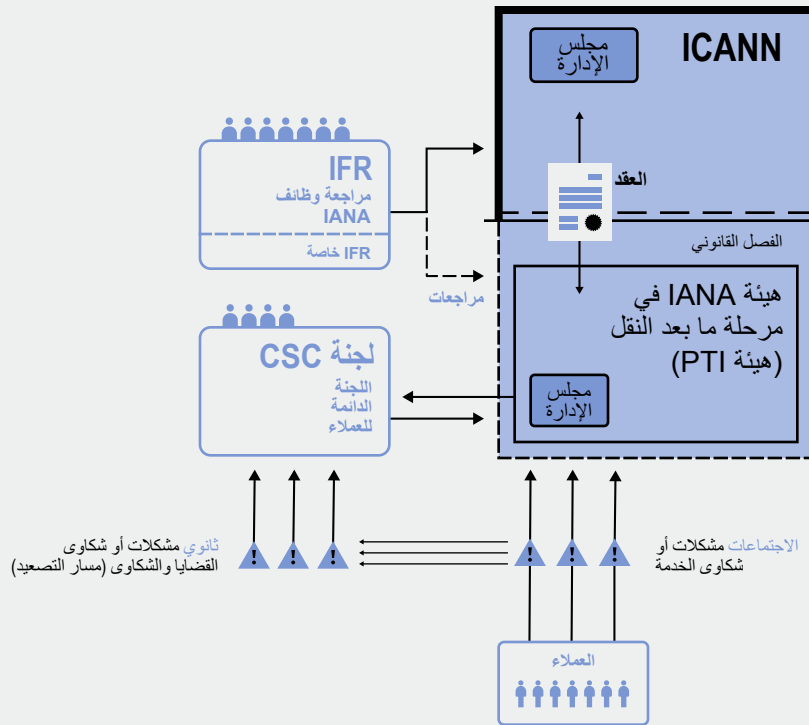 ICANN
مجلس
الإدارة
العقد
الفصل القانوني
IFR
مراجعة وظائف
IANA
IFR خاصة
مراجعات
هيئة IANA في
مرحلة ما بعد النقل
(هيئة PTI)
مجلس
الإدارة
لجنة CSC
اللجنة
الدائمة
للعملاء
الاجتماعات مشكلات أو
شكاوى الخدمة
ثانوي مشكلات أو شكاوى
القضايا والشكاوى (مسار التصعيد)
العملاء